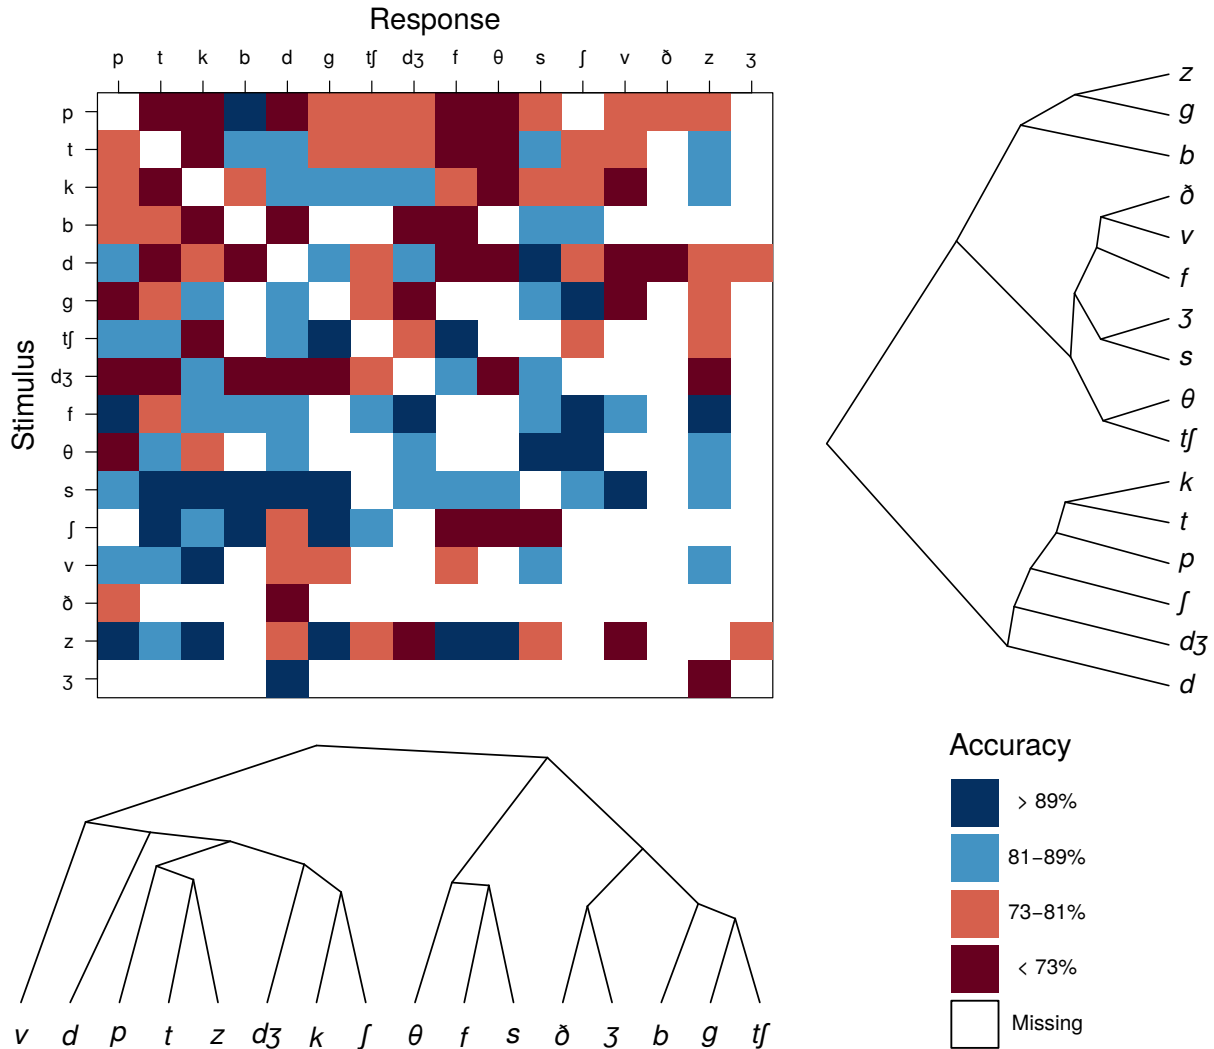 Response
p t k b d g tʃ dʒ f θ s ʃ v ð z ʒ
Stimulus
p
t
k
b
d
g
tʃ
dʒ
f
θ
s
ʃ
v
ð
z
ʒ
z
g
b
ð
v
f
ʒ
s
θ
tʃ
k
t
p
ʃ
dʒ
d
v d p t z dʒ k ʃ θ f s ð ʒ b g tʃ
Accuracy
> 89%
81−89%
73−81%
< 73%
Missing